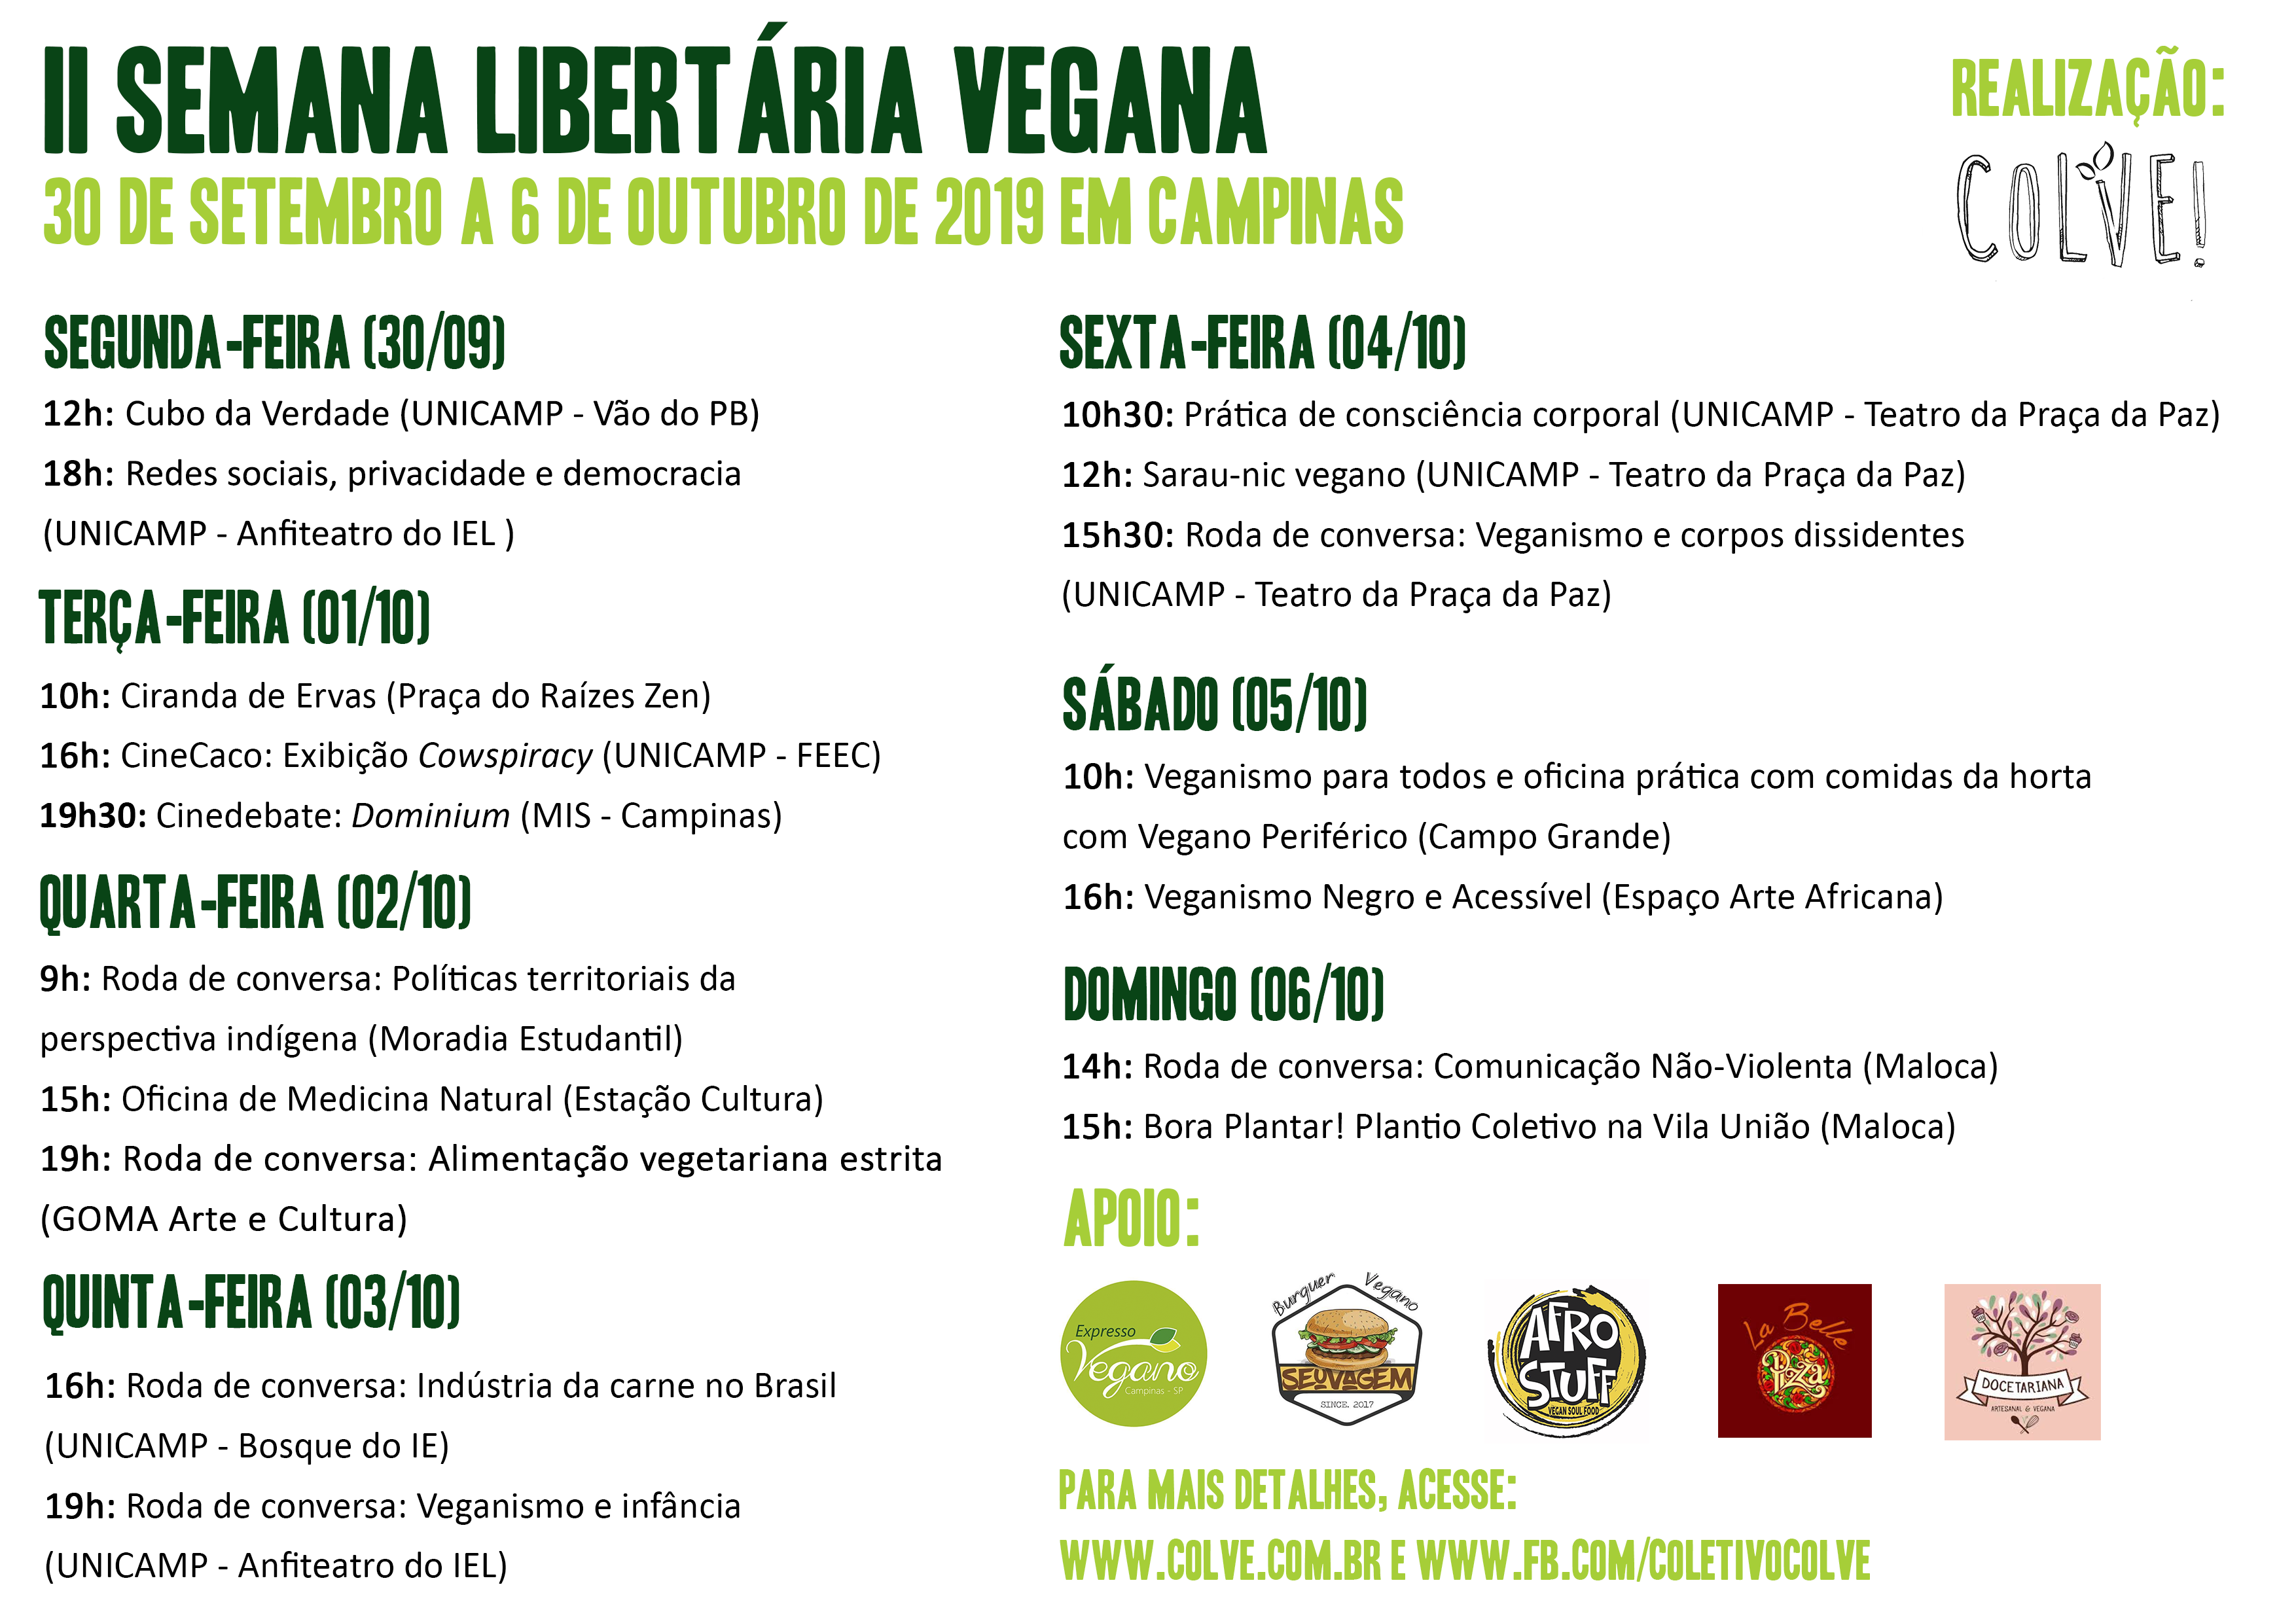 II SEMANA LIBERTÁRIA VEGANA
30 DE SETEMBRO A 6 DE OUTUBRO DE 2019 EM CAMPINAS
REALIZAÇÃO:
COLVE!
SEGUNDA-FEIRA (30/09)
12h: Cubo da Verdade (UNICAMP - Vão do PB)
18h: Redes sociais, privacidade e democracia
(UNICAMP - Anfiteatro do IEL )
TERÇA-FEIRA (01/10)
10h: Ciranda de Ervas (Praça do Raízes Zen)
16h: CineCaco: Exibição Cowspiracy (UNICAMP - FEEC)
19h30: Cinedebate: Dominium (MIS - Campinas)
QUARTA-FEIRA (02/10)
9h: Roda de conversa: Políticas territoriais da
perspectiva indígena (Moradia Estudantil)
15h: Oficina de Medicina Natural (Estação Cultura)
19h: Roda de conversa: Alimentação vegetariana estrita
(GOMA Arte e Cultura)
QUINTA-FEIRA (03/10)
16h: Roda de conversa: Indústria da carne no Brasil
(UNICAMP - Bosque do IE)
19h: Roda de conversa: Veganismo e infância
(UNICAMP - Anfiteatro do IEL)
SEXTA-FEIRA (04/10)
10h30: Prática de consciência corporal (UNICAMP - Teatro da Praça da Paz)
12h: Sarau-nic vegano (UNICAMP - Teatro da Praça da Paz)
15h30: Roda de conversa: Veganismo e corpos dissidentes
(UNICAMP - Teatro da Praça da Paz)
SÁBADO (05/10)
10h: Veganismo para todos e oficina prática com comidas da horta
com Vegano Periférico (Campo Grande)
16h: Veganismo Negro e Acessível (Espaço Arte Africana)
DOMINGO (06/10)
14h: Roda de conversa: Comunicação Não-Violenta (Maloca)
15h: Bora Plantar! Plantio Coletivo na Vila União (Maloca)
APOIO:
Expresso
Vegano
Campinas - SP
Burguer Vegano
SEUVAGEM
SINCE. 2017
AFRO
STUFF
VEGAN SOUL FOOD
La Belle
Pizza
DOCETARIANA
ARTESANAL & VEGANA
PARA MAIS DETALHES, ACESSE:
WWW.COLVE.COM.BR E WWW.FB.COM/COLETIVOCOLVE